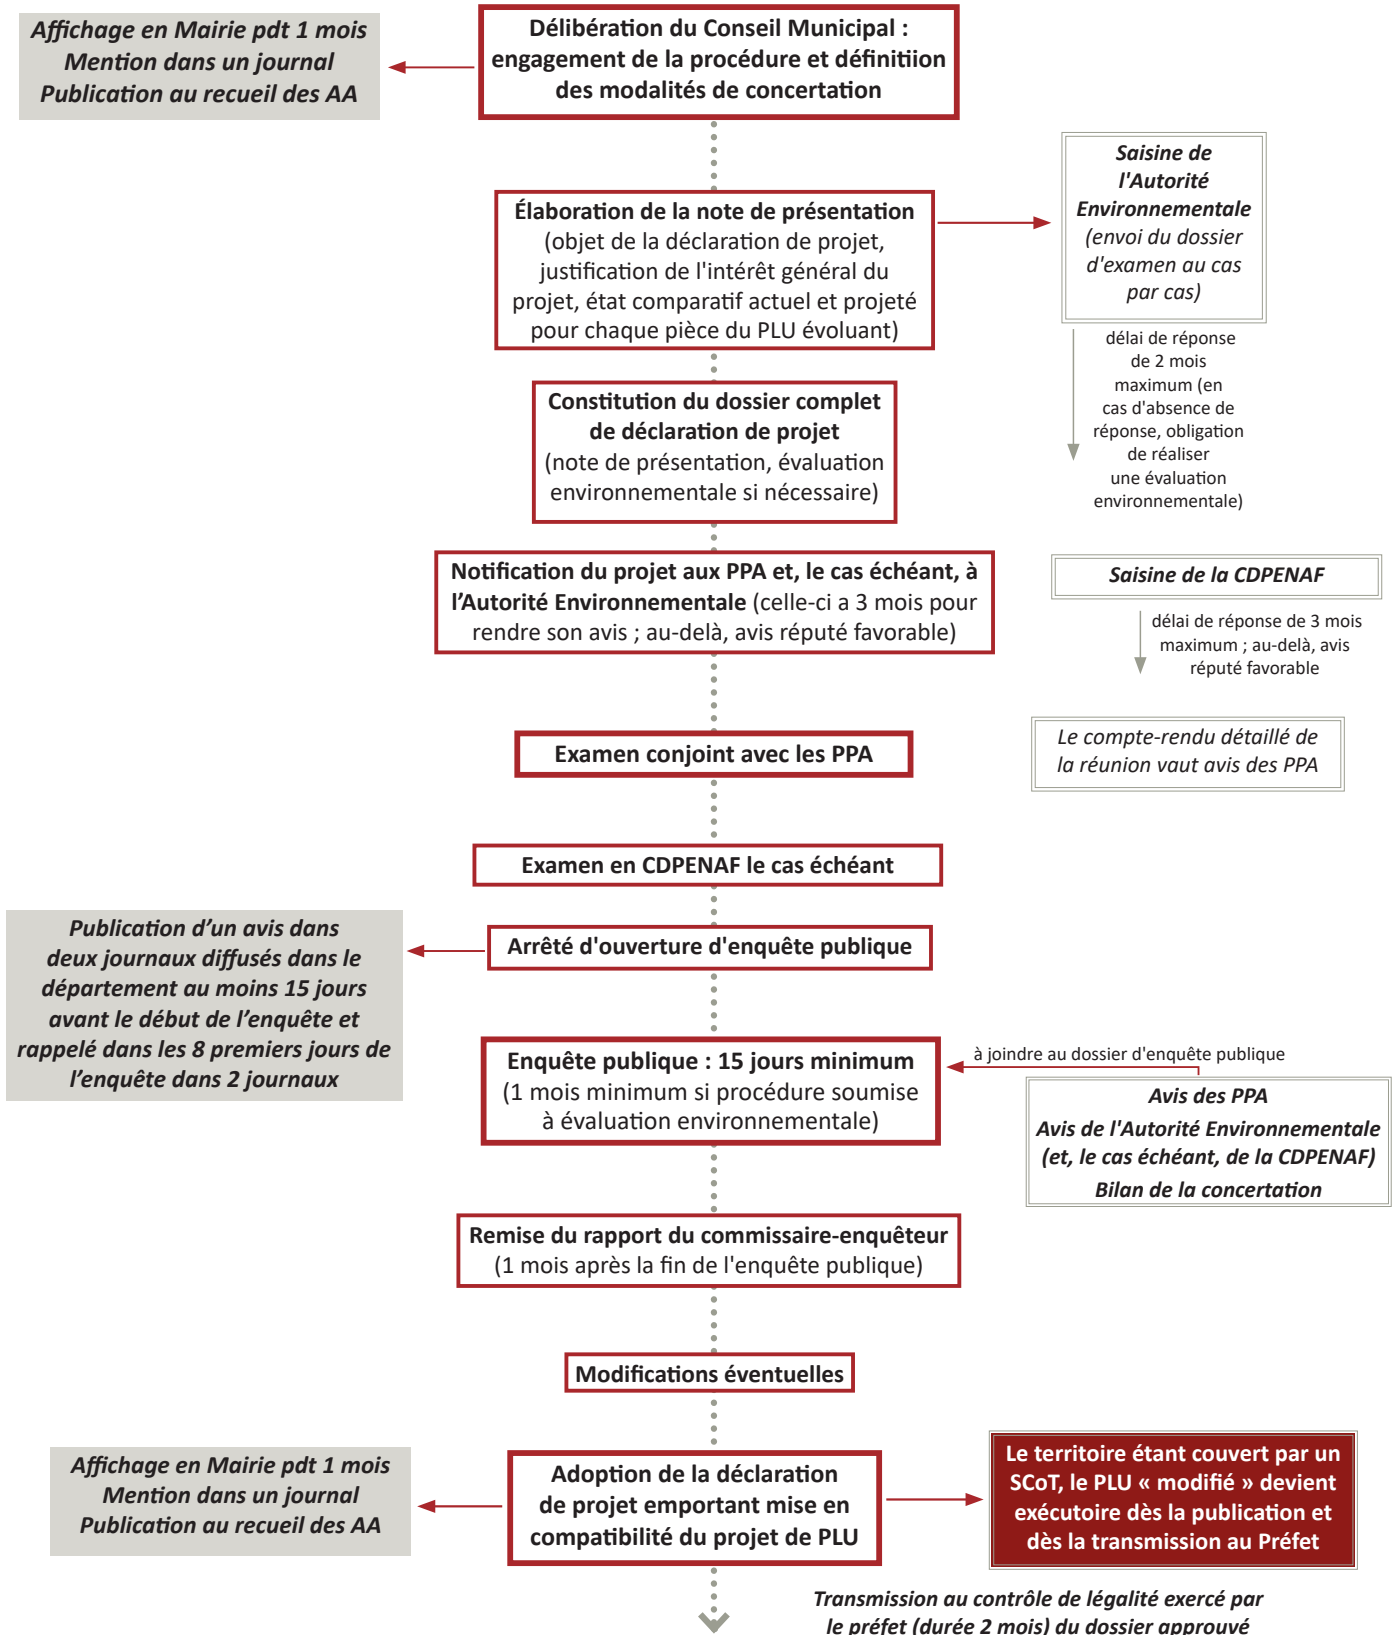 Affichage en Mairie pdt 1 mois
Mention dans un journal
Publication au recueil des AA
Délibération du Conseil Municipal :
engagement de la procédure et définitiion
des modalités de concertation
Élaboration de la note de présentation
(objet de la déclaration de projet,
justification de l'intérêt général du
projet, état comparatif actuel et projeté
pour chaque pièce du PLU évoluant)
Saisine de
l'Autorité
Environnementale
(envoi du dossier
d'examen au cas
par cas)
délai de réponse
de 2 mois
maximum (en
cas d'absence de
réponse, obligation
de réaliser
une évaluation
environnementale)
Constitution du dossier complet
de déclaration de projet
(note de présentation, évaluation
environnementale si nécessaire)
Notification du projet aux PPA et, le cas échéant, à
l’Autorité Environnementale (celle-ci a 3 mois pour
rendre son avis ; au-delà, avis réputé favorable)
Saisine de la CDPENAF
délai de réponse de 3 mois
maximum ; au-delà, avis
réputé favorable
Examen conjoint avec les PPA
Le compte-rendu détaillé de
la réunion vaut avis des PPA
Examen en CDPENAF le cas échéant
Publication d’un avis dans
deux journaux diffusés dans le
département au moins 15 jours
avant le début de l’enquête et
rappelé dans les 8 premiers jours de
l’enquête dans 2 journaux
Arrêté d'ouverture d'enquête publique
Enquête publique : 15 jours minimum
(1 mois minimum si procédure soumise
à évaluation environnementale)
à joindre au dossier d'enquête publique
Avis des PPA
Avis de l'Autorité Environnementale
(et, le cas échéant, de la CDPENAF)
Bilan de la concertation
Remise du rapport du commissaire-enquêteur
(1 mois après la fin de l'enquête publique)
Modifications éventuelles
Affichage en Mairie pdt 1 mois
Mention dans un journal
Publication au recueil des AA
Adoption de la déclaration
de projet emportant mise en
compatibilité du projet de PLU
Le territoire étant couvert par un
SCoT, le PLU « modifié » devient
exécutoire dès la publication et
dès la transmission au Préfet
Transmission au contrôle de légalité exercé par
le préfet (durée 2 mois) du dossier approuvé